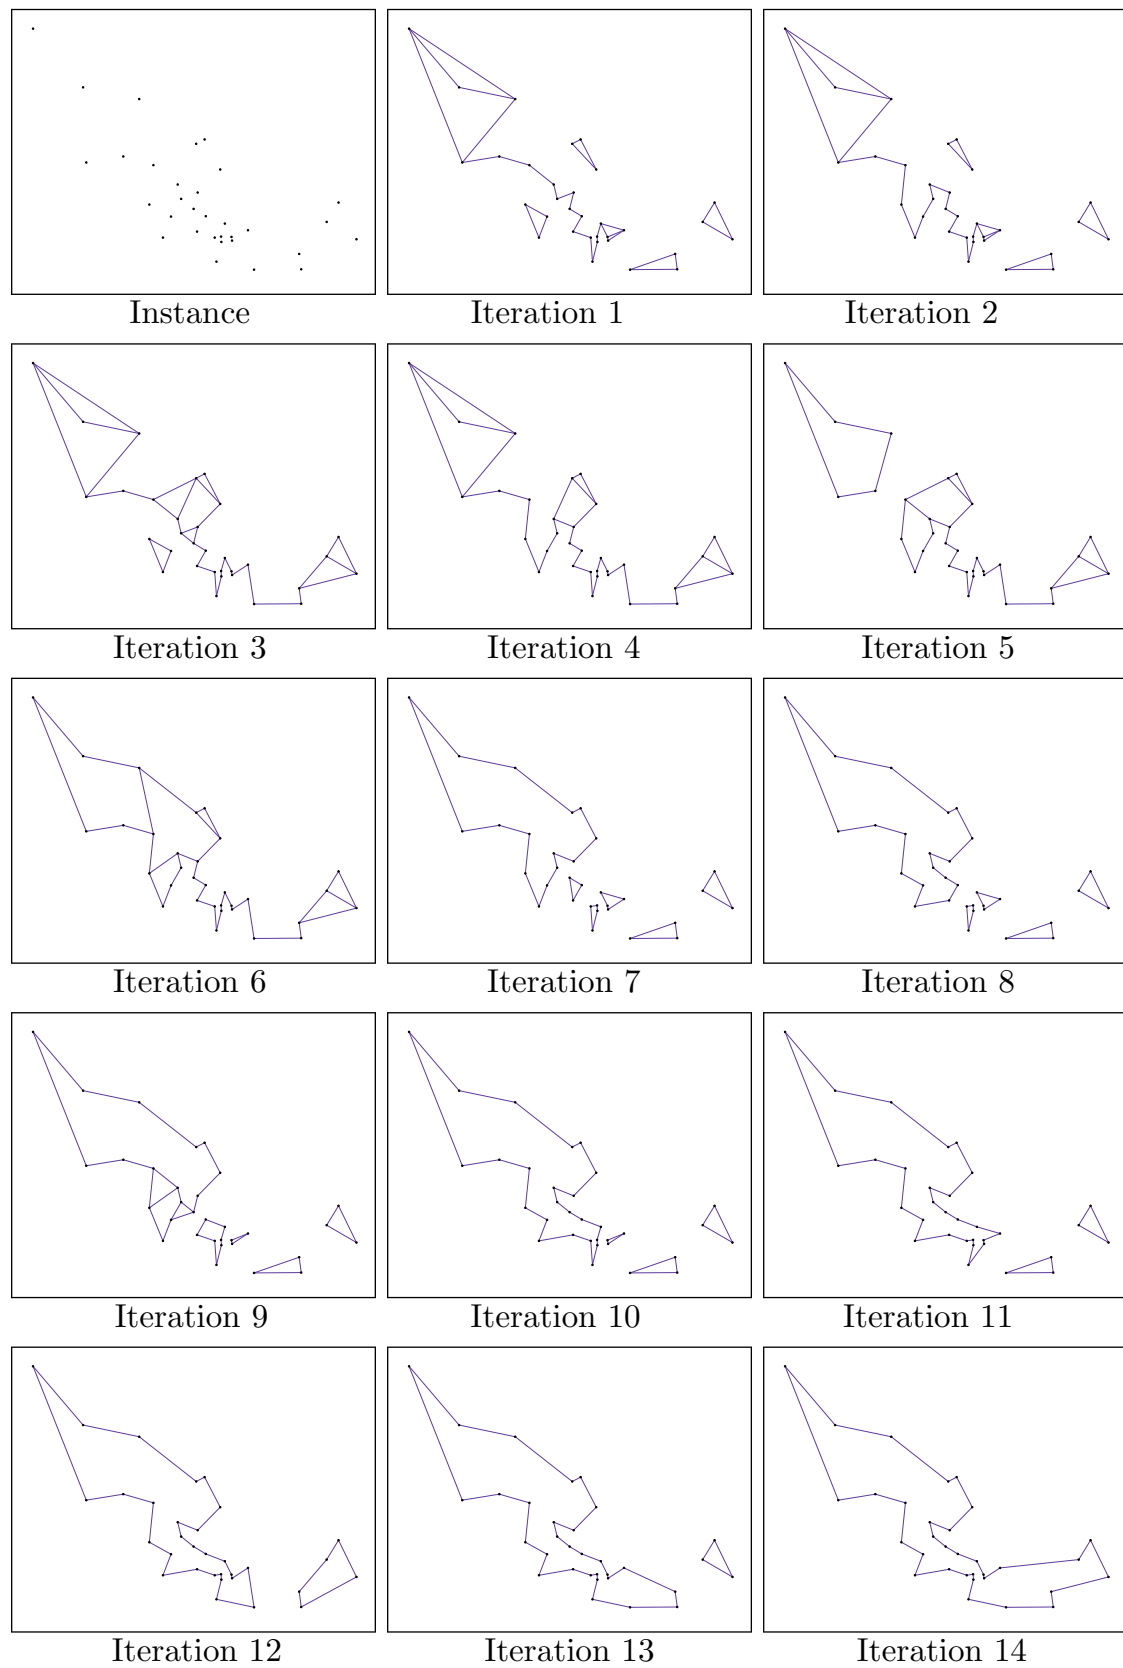 Instance Iteration 1 Iteration 2
Iteration 3 Iteration 4 Iteration 5
Iteration 6 Iteration 7 Iteration 8
Iteration 9 Iteration 10 Iteration 11
Iteration 12 Iteration 13 Iteration 14